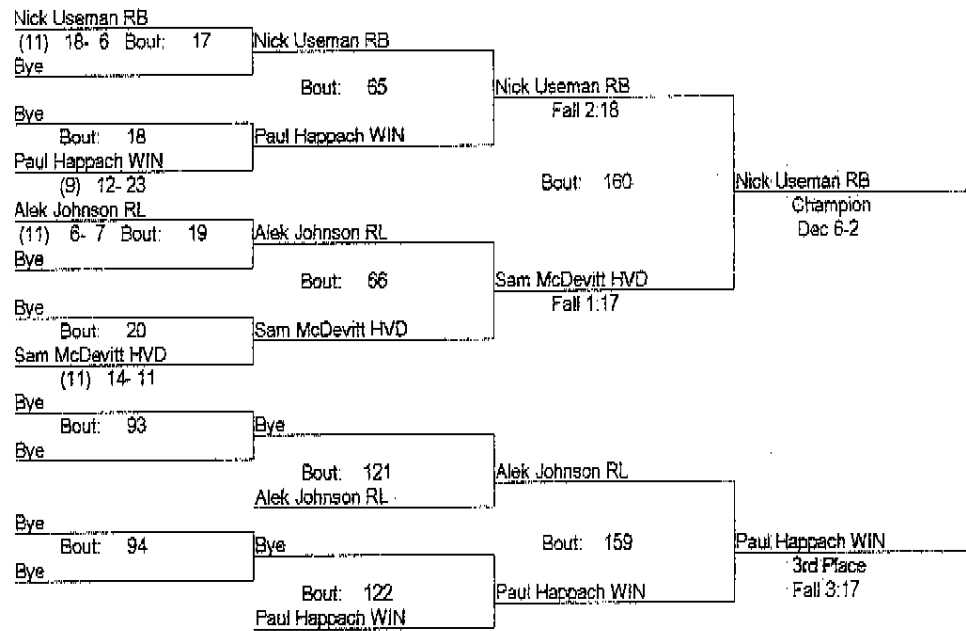 Nick Useman RB
(11) 18- 6 Bout: 17
Bye
Bye
Bout: 18
Paul Happach WIN
(9) 12- 23
Alek Johnson RL
(11) 6- 7 Bout: 19
Bye
Bye
Bout: 20
Sam McDevitt HVD
(11) 14- 11
Bye
Bout: 93
Bye
Bye
Bout: 94
Bye
Nick Useman RB
Bout: 65
Paul Happach WIN
Alek Johnson RL
Bout: 66
Sam McDevitt HVD
Bye
Bout: 121
Alek Johnson RL
Bye
Bout: 122
Paul Happach WIN
Nick Useman RB
Fall 2:18
Bout: 160
Sam McDevitt HVD
Fall 1:17
Alek Johnson RL
Bout: 159
Paul Happach WIN
Nick Useman RB
Champion
Dec 6-2
Paul Happach WIN
3rd Place
Fall 3:17